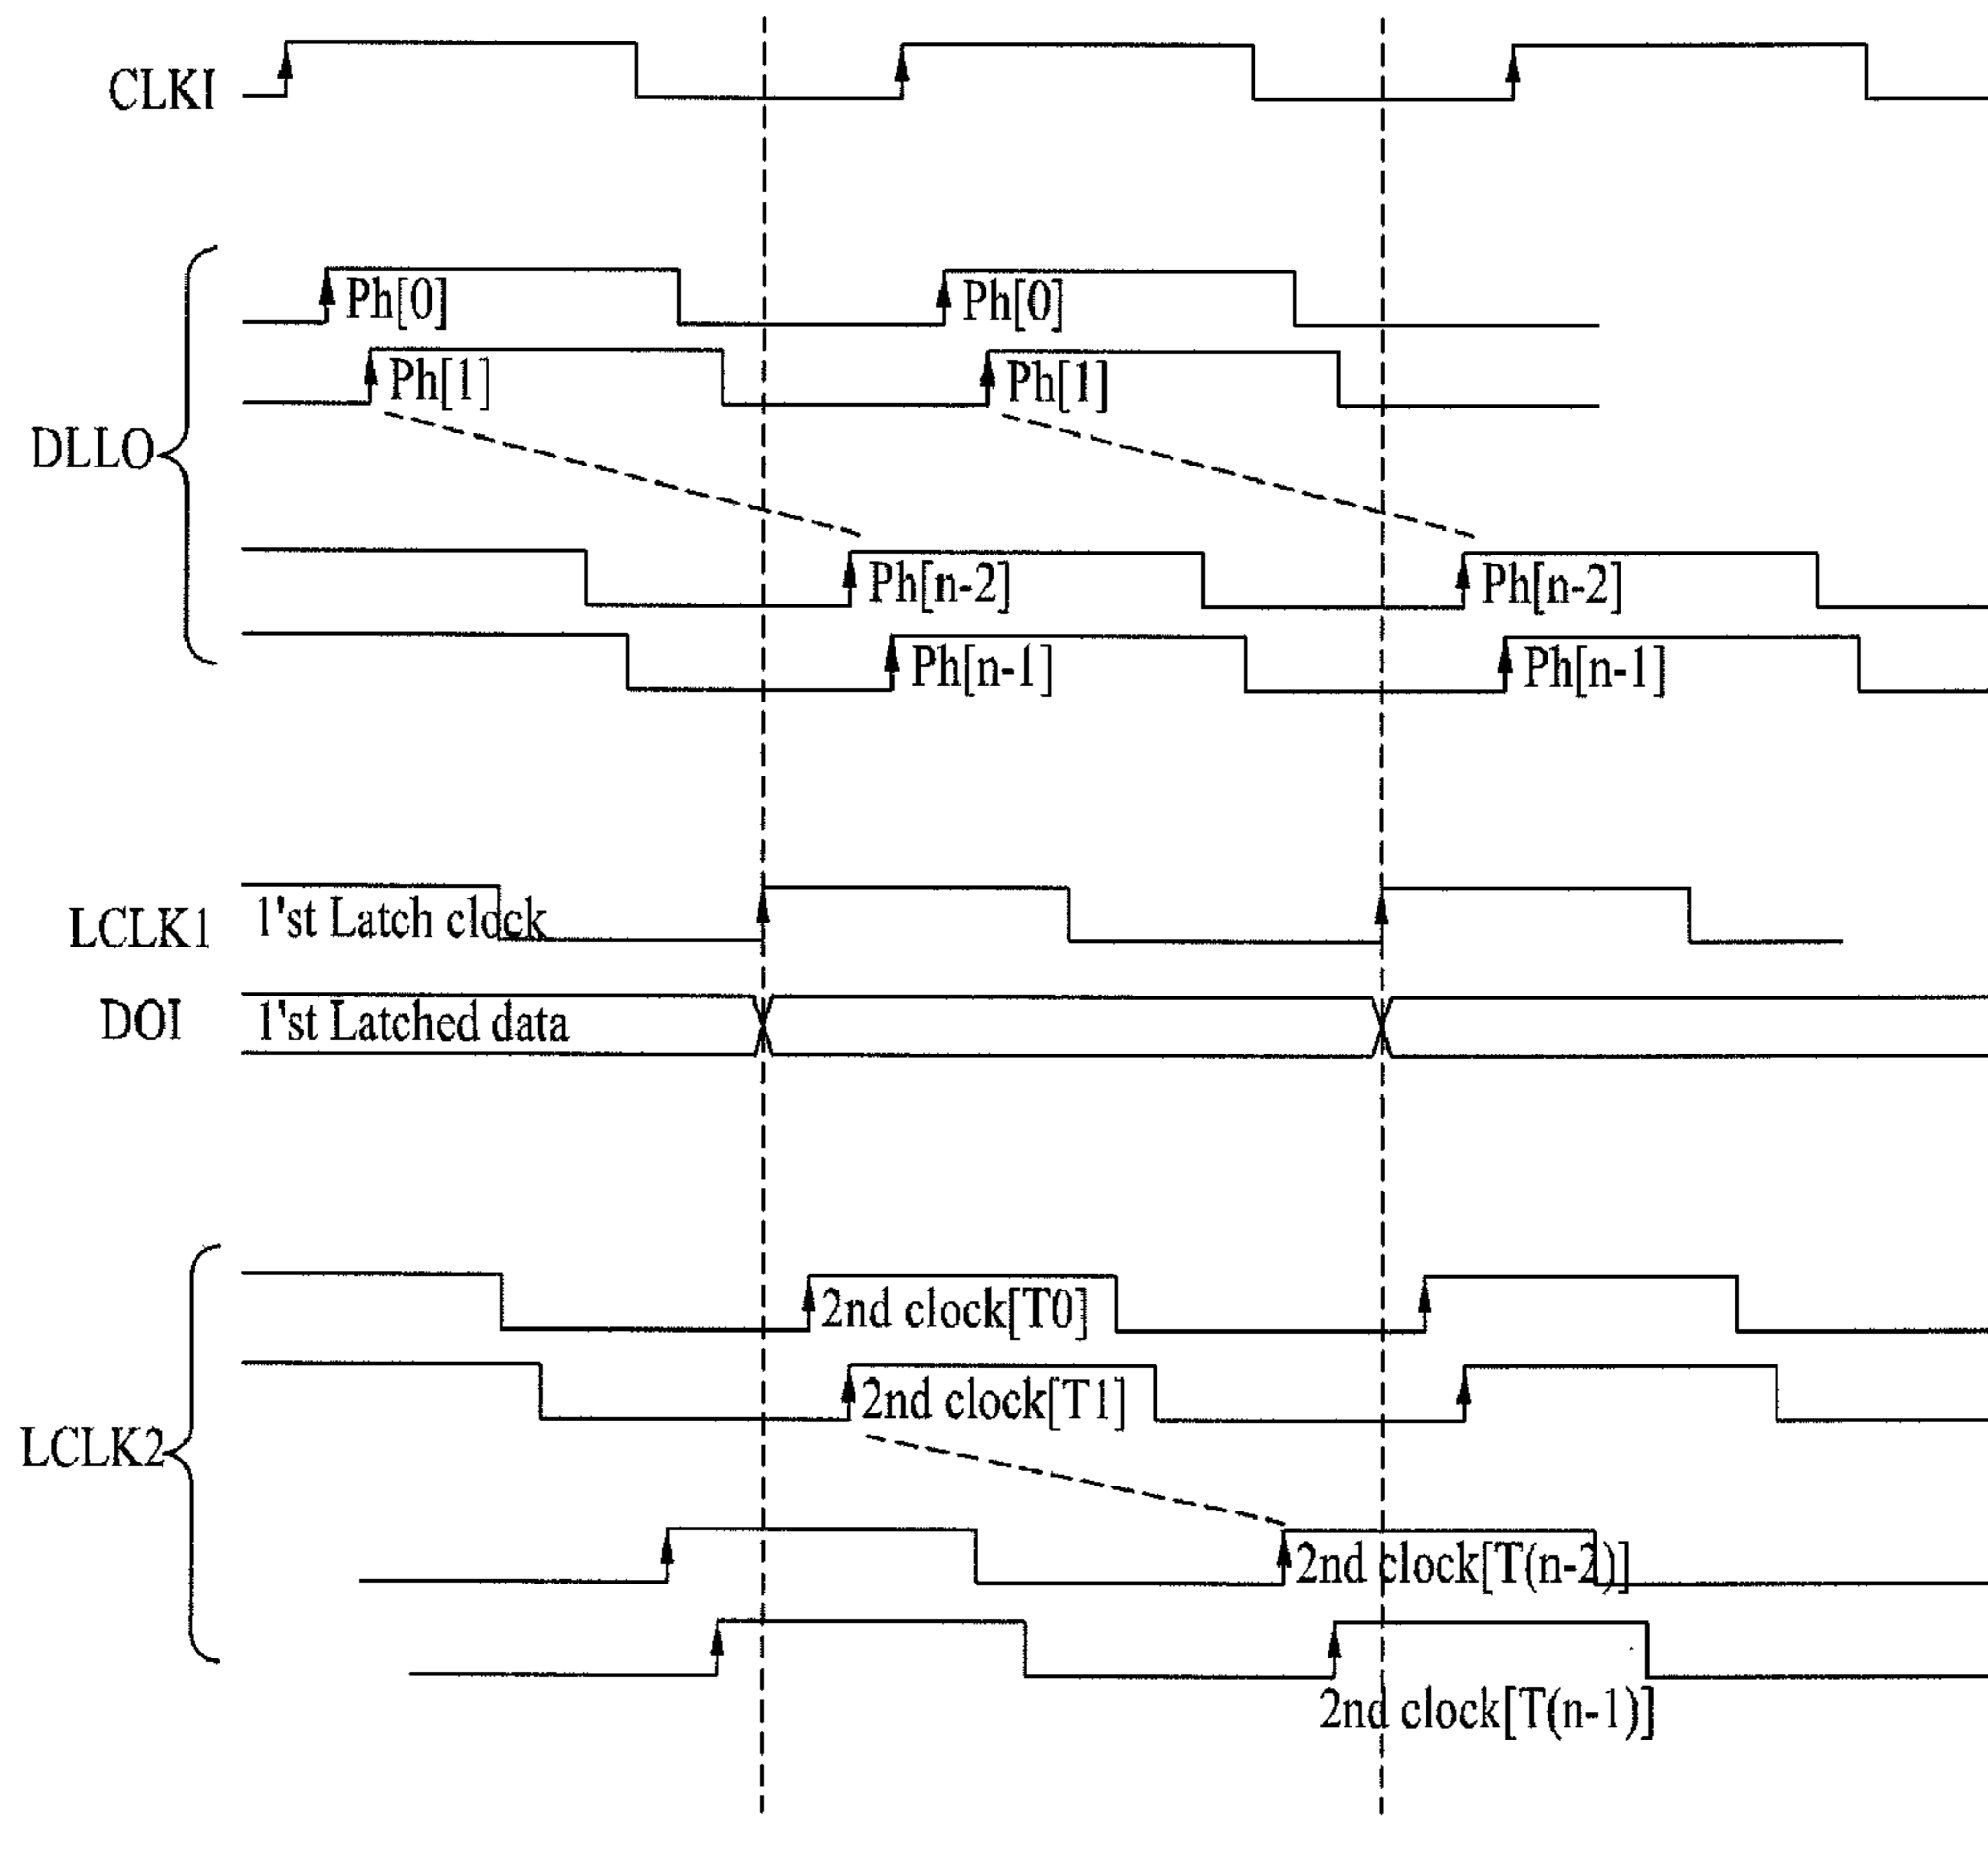 CLKI
Ph[0] Ph[0]
Ph[1] Ph[1]
DLLO
Ph[n-2] Ph[n-2]
Ph[n-1] Ph[n-1]
LCLK1 1'st Latch clock
DOI 1'st Latched data
2nd clock[T0]
2nd clock[T1]
LCLK2
2nd clock[T(n-2)]
2nd clock[T(n-1)]